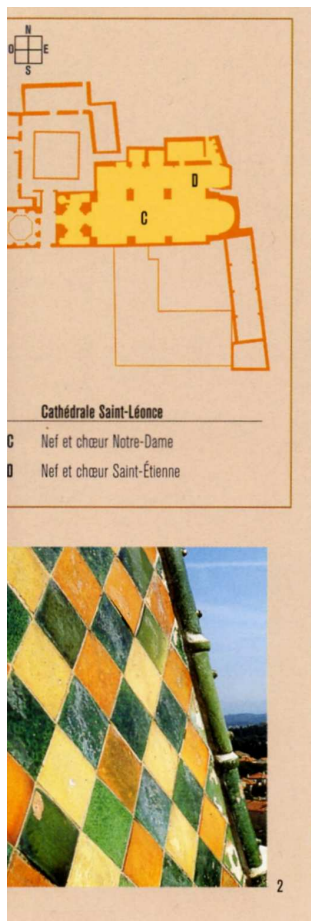 N
O E
S
D
C
Cathédrale Saint-Léonce
C Nef et chœur Notre-Dame
D Nef et chœur Saint-Étienne
2